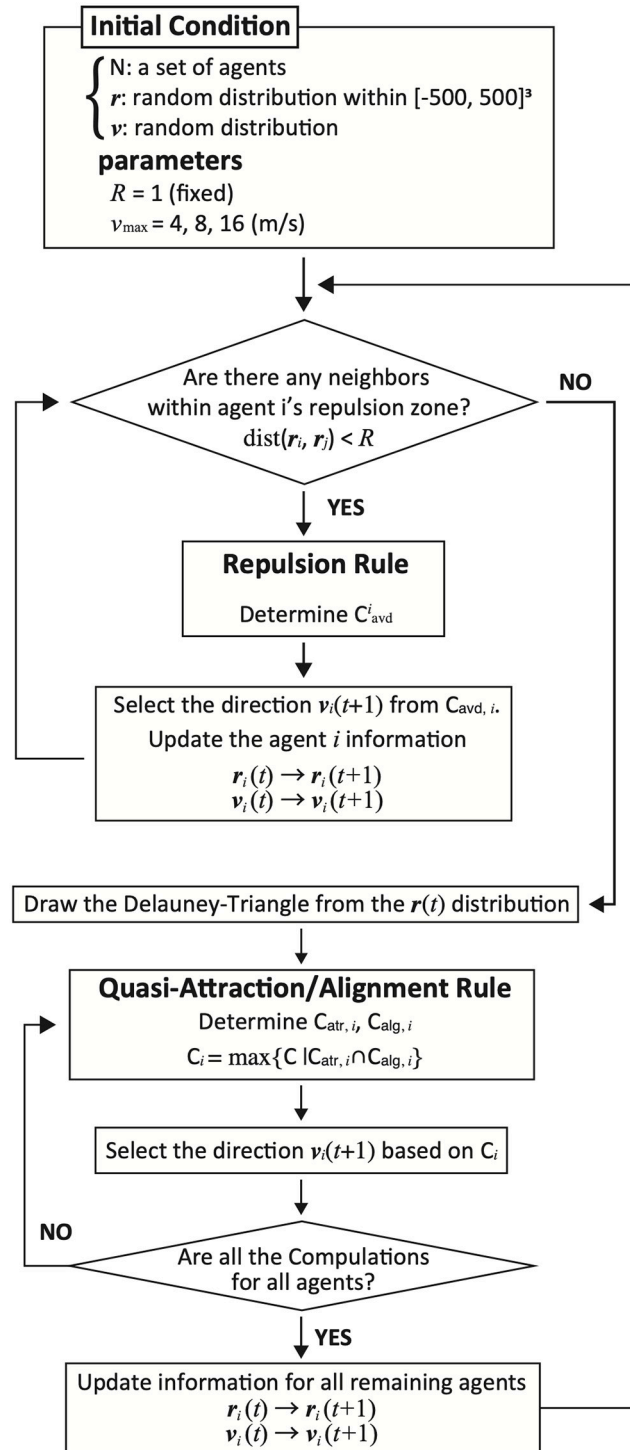 Initial Condition
N: a set of agents
r: random distribution within [-500, 500]³
v: random distribution
parameters
R = 1 (fixed)
vmax = 4, 8, 16 (m/s)
Are there any neighbors
within agent i's repulsion zone?
dist(ri, rj) < R
NO
YES
Repulsion Rule
Determine Cⁱavd
Select the direction vi(t+1) from Cavd, i.
Update the agent i information
ri(t) → ri(t+1)
vi(t) → vi(t+1)
Draw the Delauney-Triangle from the r(t) distribution
Quasi-Attraction/Alignment Rule
Determine Catr, i, Calg, i
Ci = max{C |Catr, i∩Calg, i}
Select the direction vi(t+1) based on Ci
NO
Are all the Compulations
for all agents?
YES
Update information for all remaining agents
ri(t) → ri(t+1)
vi(t) → vi(t+1)